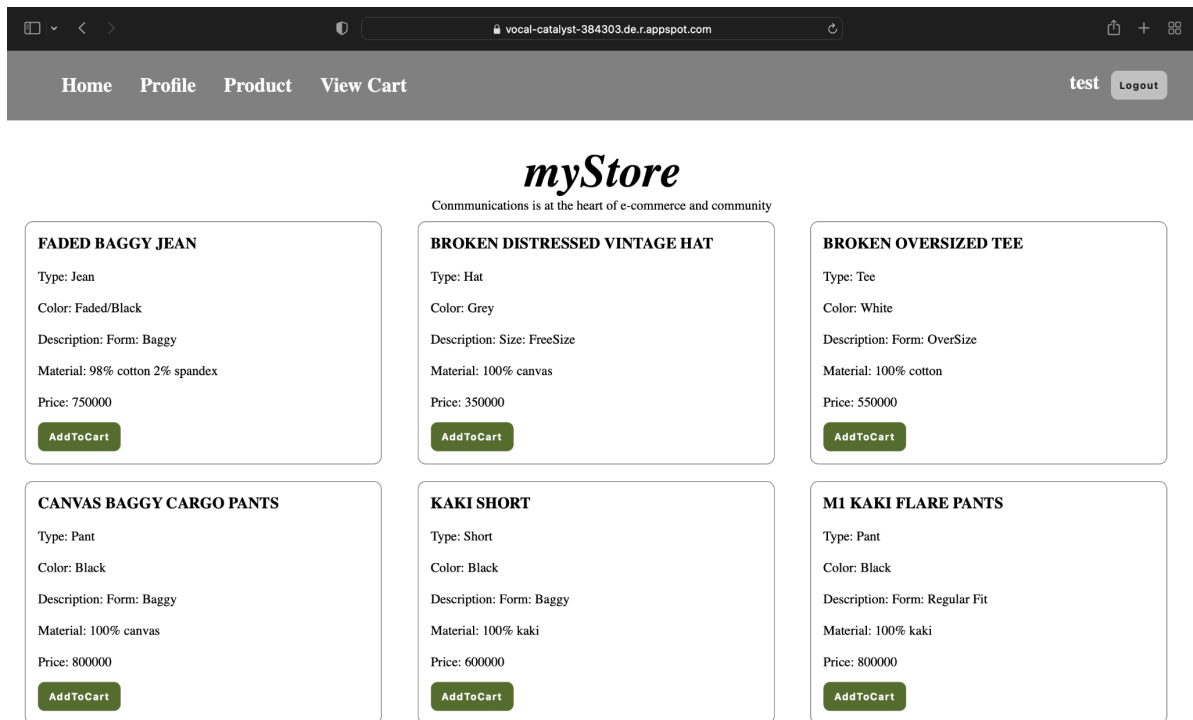 vocal-catalyst-384303.de.r.appspot.com
Home Profile Product View Cart test Logout
myStore
Conmmunications is at the heart of e-commerce and community
FADED BAGGY JEAN
Type: Jean
Color: Faded/Black
Description: Form: Baggy
Material: 98% cotton 2% spandex
Price: 750000
AddToCart
BROKEN DISTRESSED VINTAGE HAT
Type: Hat
Color: Grey
Description: Size: FreeSize
Material: 100% canvas
Price: 350000
AddToCart
BROKEN OVERSIZED TEE
Type: Tee
Color: White
Description: Form: OverSize
Material: 100% cotton
Price: 550000
AddToCart
CANVAS BAGGY CARGO PANTS
Type: Pant
Color: Black
Description: Form: Baggy
Material: 100% canvas
Price: 800000
AddToCart
KAKI SHORT
Type: Short
Color: Black
Description: Form: Baggy
Material: 100% kaki
Price: 600000
AddToCart
M1 KAKI FLARE PANTS
Type: Pant
Color: Black
Description: Form: Regular Fit
Material: 100% kaki
Price: 800000
AddToCart